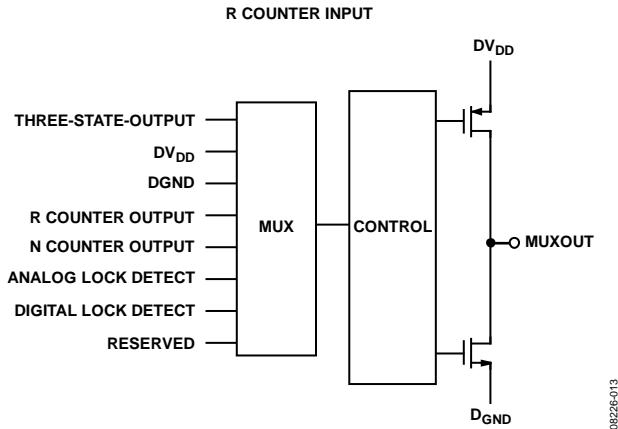 R COUNTER INPUT
DVDD
THREE-STATE-OUTPUT
DVDD
DGND
R COUNTER OUTPUT
N COUNTER OUTPUT
ANALOG LOCK DETECT
DIGITAL LOCK DETECT
RESERVED
MUX
CONTROL
MUXOUT
DGND
08226-013